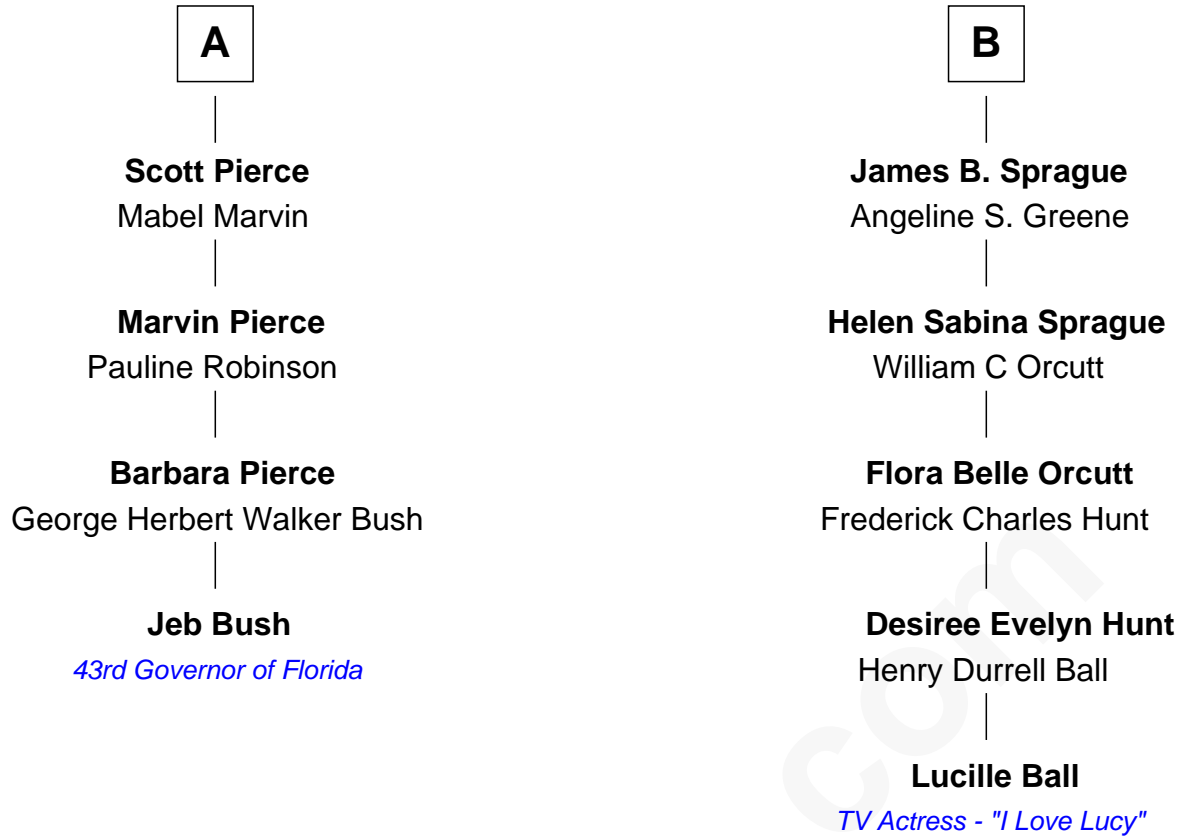 A
Scott Pierce
Mabel Marvin
Marvin Pierce
Pauline Robinson
Barbara Pierce
George Herbert Walker Bush
Jeb Bush
43rd Governor of Florida
B
James B. Sprague
Angeline S. Greene
Helen Sabina Sprague
William C Orcutt
Flora Belle Orcutt
Frederick Charles Hunt
Desiree Evelyn Hunt
Henry Durrell Ball
Lucille Ball
TV Actress - "I Love Lucy"
com